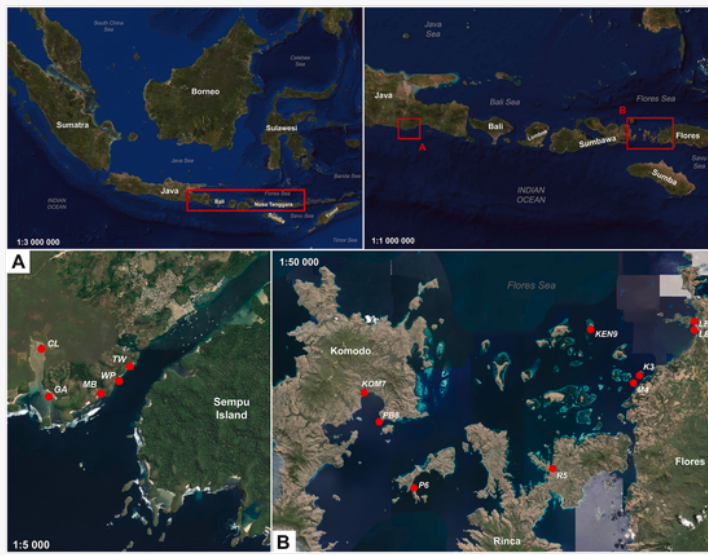 South China
Sea
Celebes
Sea
Borneo
Sumatra
Sulawesi
Java Sea
Banda Sea
INDIAN
OCEAN
Java
Flores Sea
Bali
Nusa Tenggara
Savu Sea
Sumba
Timor Sea
1:3 000 000
Java
Sea
Java
Bali Sea
Flores Sea
B
A
Bali
Lombok
Sumbawa
Flores
Savu
Sea
Sumba
INDIAN
OCEAN
1:1 000 000
A
CL
TW
WP
MB
GA
Sempu
Island
1:5 000
1:50 000
Flores Sea
Komodo
KEN9
KOM7
K3
PB8
P6
R5
Flores
Rinca
B